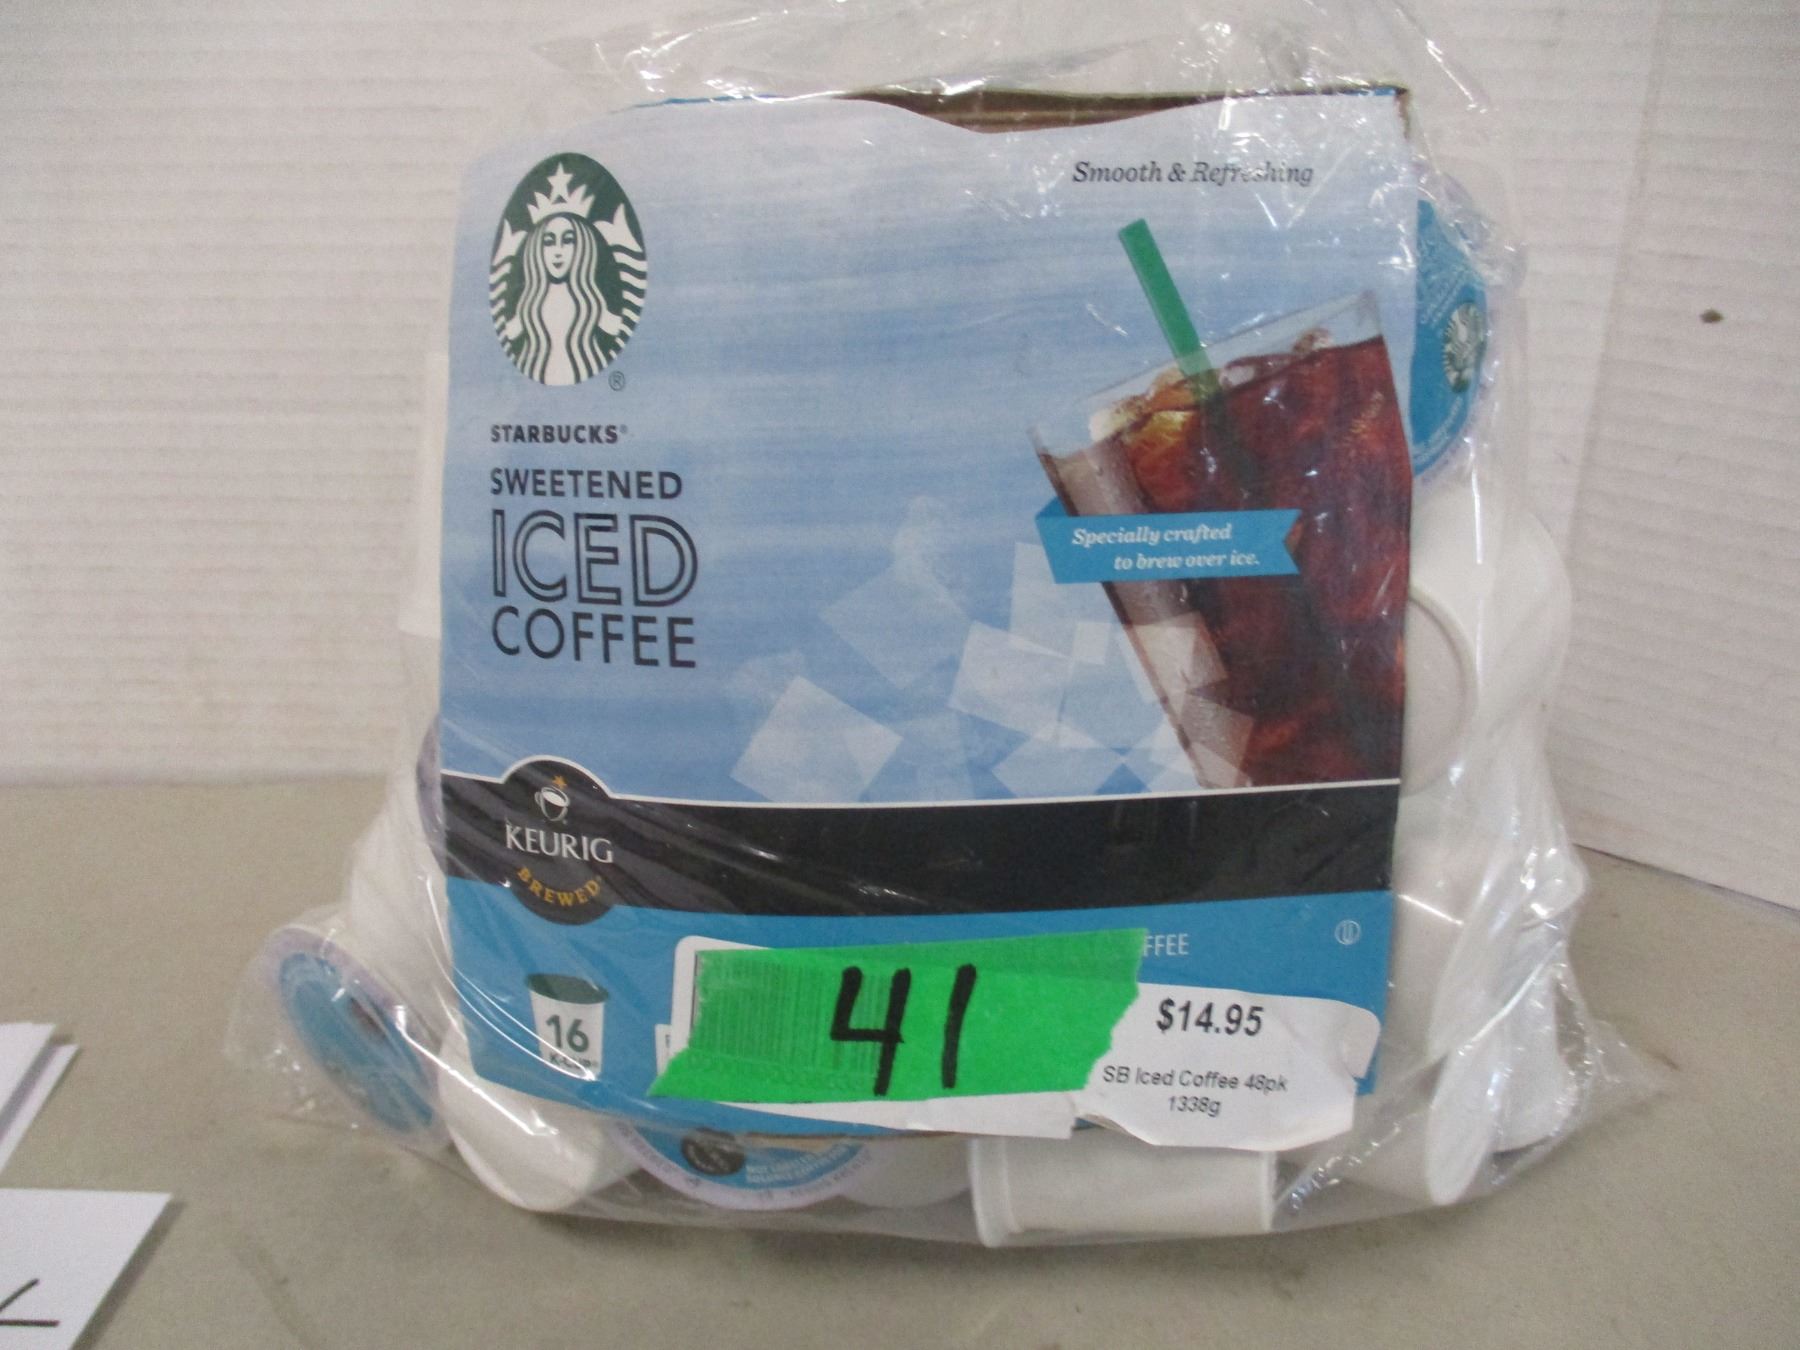 Smooth & Refreshing
®
STARBUCKS®
SWEETENED
ICED
COFFEE
Specially crafted
to brew over ice.
KEURIG
BREWED®
FFEE
U
16
K-CUP®
41
$14.95
SB Iced Coffee 48pk
1338g